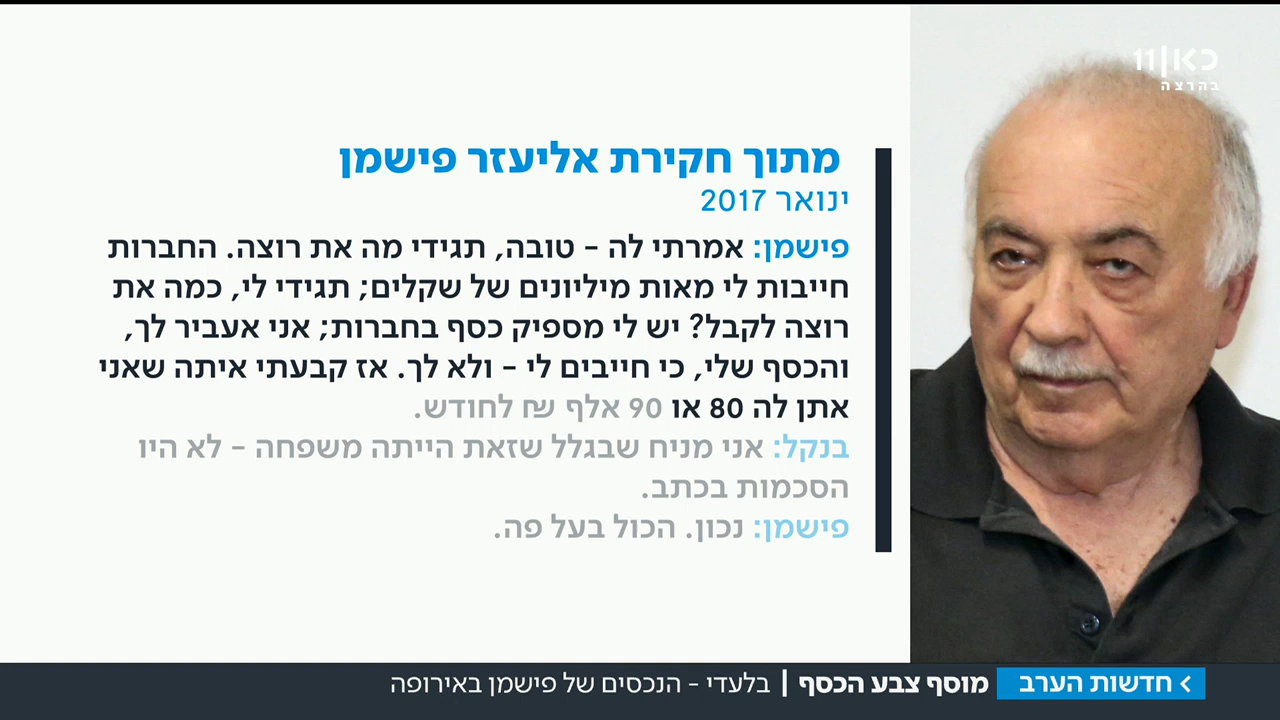 כאן 11
בהרצה
מתוך חקירת אליעזר פישמן
ינואר 2017
פישמן: אמרתי לה - טובה, תגידי מה את רוצה. החברות
חייבות לי מאות מיליונים של שקלים; תגידי לי, כמה את
רוצה לקבל? יש לי מספיק כסף בחברות; אני אעביר לך,
והכסף שלי, כי חייבים לי - ולא לך. אז קבעתי איתה שאני
אתן לה 80 או 90 אלף ₪ לחודש.
בנקל: אני מניח שבגלל שזאת הייתה משפחה - לא היו
הסכמות בכתב.
פישמן: נכון. הכול בעל פה.
חדשות הערב מוסף צבע הכסף | בלעדי - הנכסים של פישמן באירופה